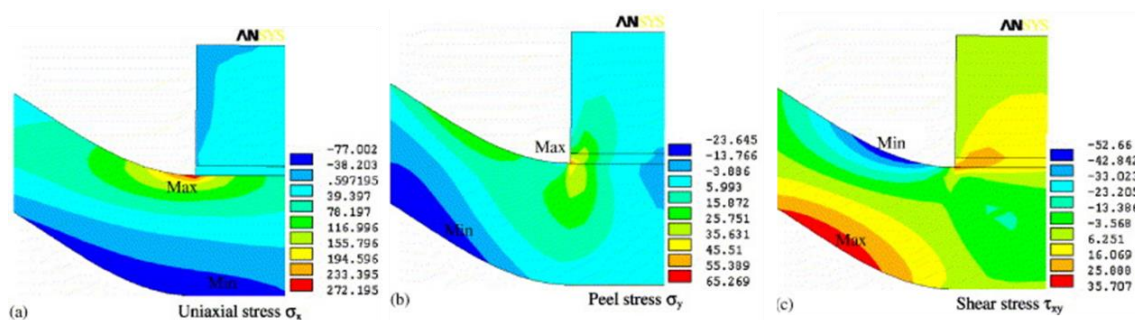 ANSYS
-77.002
-38.203
.597195
39.397
78.197
116.996
155.796
194.596
233.395
272.195
Max
Min
(a)
Uniaxial stress σx
ANSYS
-23.645
-13.766
-3.886
5.993
15.872
25.751
35.631
45.51
55.389
65.269
Max
Min
(b)
Peel stress σy
ANSYS
-52.66
-42.842
-33.023
-23.205
-13.386
-3.568
6.251
16.069
25.888
35.707
Min
Max
(c)
Shear stress τxy